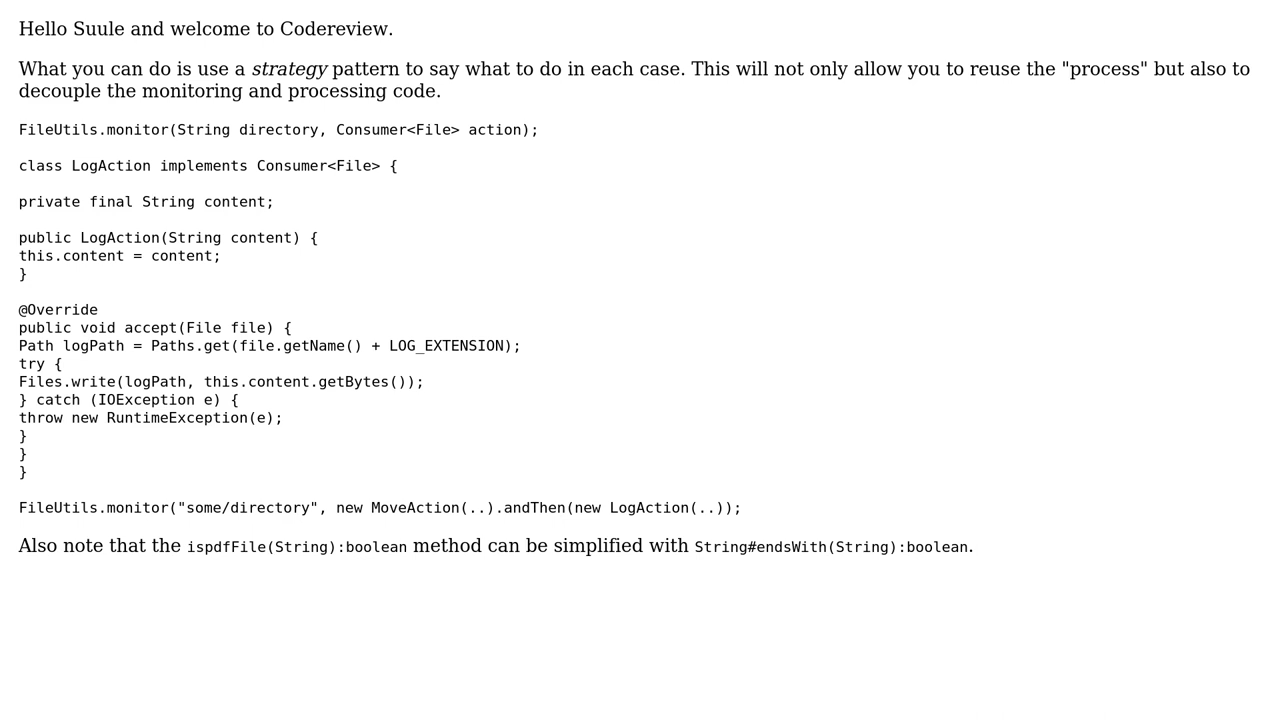 Hello Suule and welcome to Codereview.
What you can do is use a strategy pattern to say what to do in each case. This will not only allow you to reuse the "process" but also to
decouple the monitoring and processing code.
FileUtils.monitor(String directory, Consumer<File> action);
class LogAction implements Consumer<File> {
private final String content;
public LogAction(String content) {
this.content = content;
}
@Override
public void accept(File file) {
Path logPath = Paths.get(file.getName() + LOG_EXTENSION);
try {
Files.write(logPath, this.content.getBytes());
} catch (IOException e) {
throw new RuntimeException(e);
}
}
}
FileUtils.monitor("some/directory", new MoveAction(..).andThen(new LogAction(..));
Also note that the ispdfFile(String):boolean method can be simplified with String#endsWith(String):boolean.